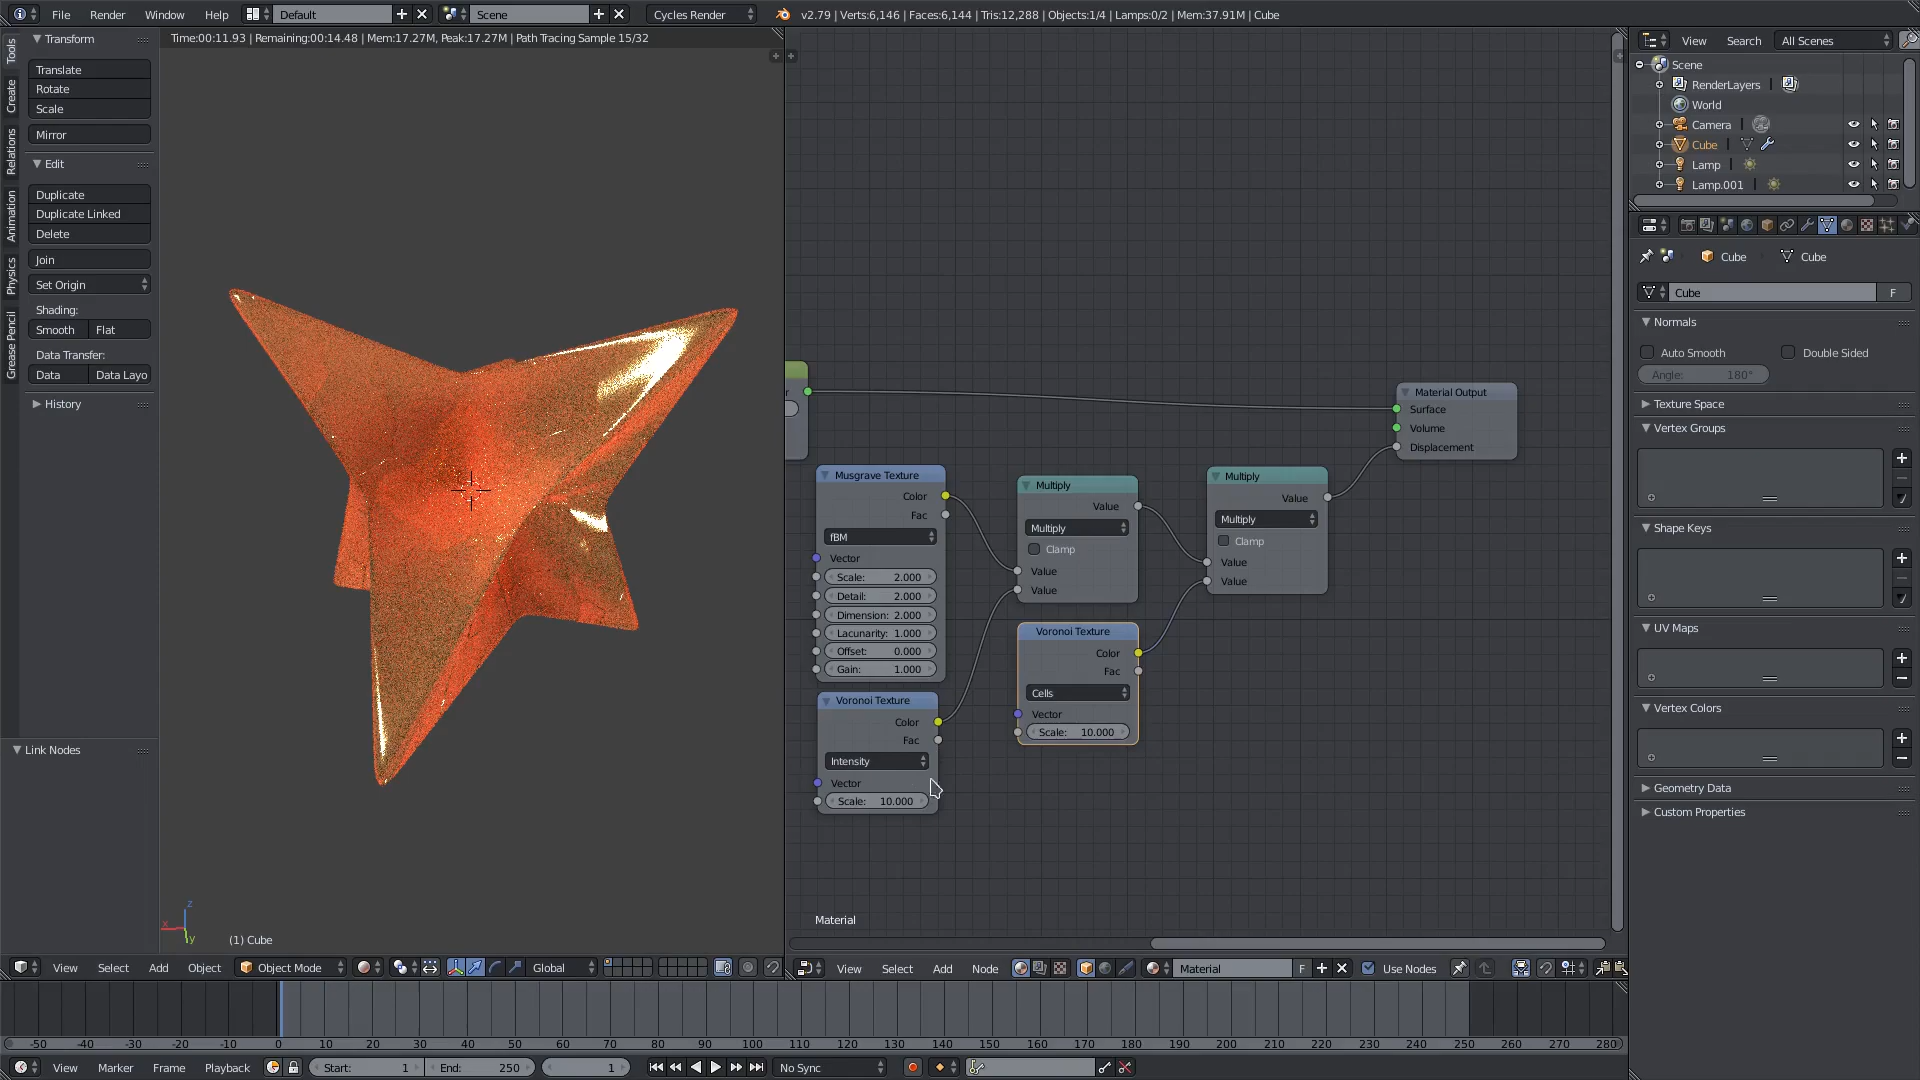 File Render Window Help Default Scene Cycles Render v2.79 | Verts:6,146 | Faces:6,144 | Tris:12,288 | Objects:1/4 | Lamps:0/2 | Mem:37.91M | Cube
Time:00:11.93 | Remaining:00:14.48 | Mem:17.27M, Peak:17.27M | Path Tracing Sample 15/32
Tools
Create
Relations
Animation
Physics
Grease Pencil
Transform
Translate
Rotate
Scale
Mirror
Edit
Duplicate
Duplicate Linked
Delete
Join
Set Origin
Shading:
Smooth Flat
Data Transfer:
Data Data Layo
History
Link Nodes
x
z
y
(1) Cube
r
Musgrave Texture
Color
Fac
fBM
Vector
Scale: 2.000
Detail: 2.000
Dimension: 2.000
Lacunarity: 1.000
Offset: 0.000
Gain: 1.000
Voronoi Texture
Color
Fac
Intensity
Vector
Scale: 10.000
Multiply
Value
Multiply
Clamp
Value
Value
Voronoi Texture
Color
Fac
Cells
Vector
Scale: 10.000
Multiply
Value
Multiply
Clamp
Value
Value
Material Output
Surface
Volume
Displacement
Material
View Search All Scenes
Scene
RenderLayers
World
Camera
Cube
Lamp
Lamp.001
Cube Cube
Cube F
Normals
Auto Smooth Double Sided
Angle: 180°
Texture Space
Vertex Groups
Shape Keys
UV Maps
Vertex Colors
Geometry Data
Custom Properties
View Select Add Object Object Mode Global
View Select Add Node Material F Use Nodes
-50 -40 -30 -20 -10 0 10 20 30 40 50 60 70 80 90 100 110 120 130 140 150 160 170 180 190 200 210 220 230 240 250 260 270 280
View Marker Frame Playback Start: 1 End: 250 1 No Sync